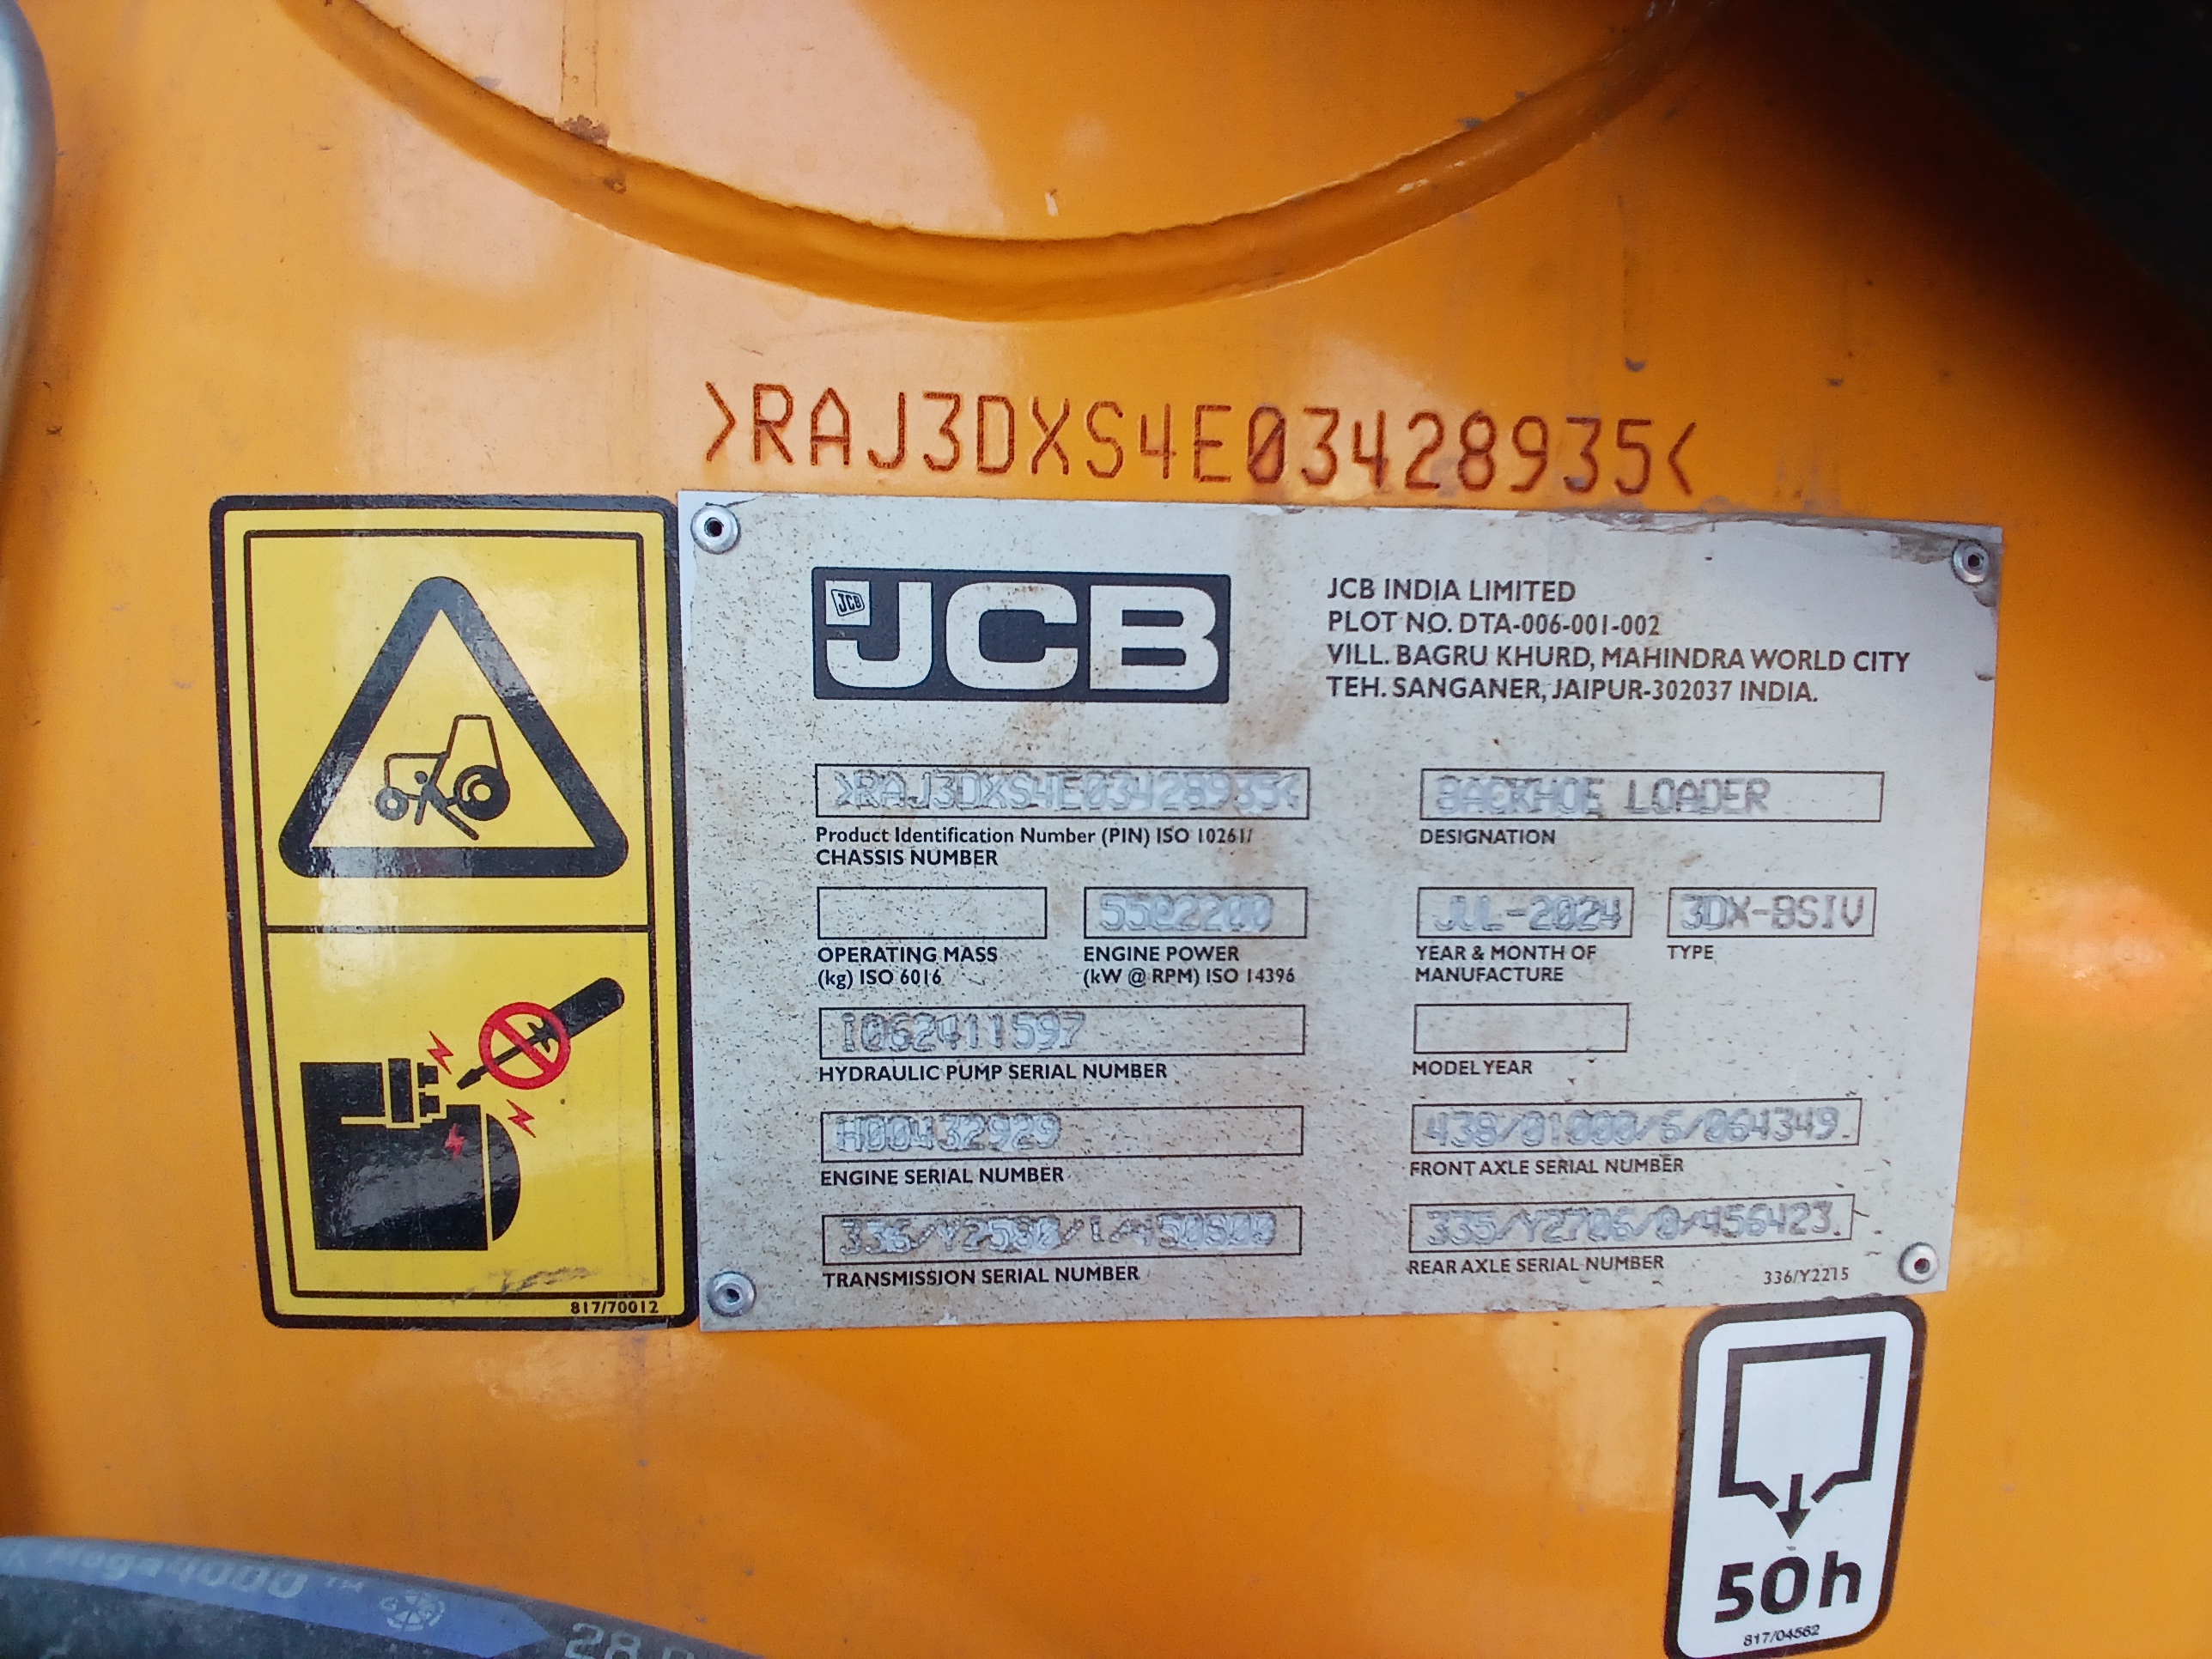 >RAJ3DXS4E03428935<
JCB
JCB
JCB INDIA LIMITED
PLOT NO. DTA-006-001-002
VILL. BAGRU KHURD, MAHINDRA WORLD CITY
TEH. SANGANER, JAIPUR-302037 INDIA.
>RAJ3DXS4E03428935<
Product Identification Number (PIN) ISO 10261/
CHASSIS NUMBER
BACKHOE LOADER
DESIGNATION
OPERATING MASS
(kg) ISO 6016
55@2200
ENGINE POWER
(kW @ RPM) ISO 14396
JUL-2024
YEAR & MONTH OF
MANUFACTURE
3DX-BSIV
TYPE
I062411597
HYDRAULIC PUMP SERIAL NUMBER
MODEL YEAR
H00432929
ENGINE SERIAL NUMBER
438/01000/6/064349.
FRONT AXLE SERIAL NUMBER
TRANSMISSION SERIAL NUMBER
335/Y2706/0/456423.
REAR AXLE SERIAL NUMBER
336/Y2215
817/70012
50h
817/04562
Mega4000™
28